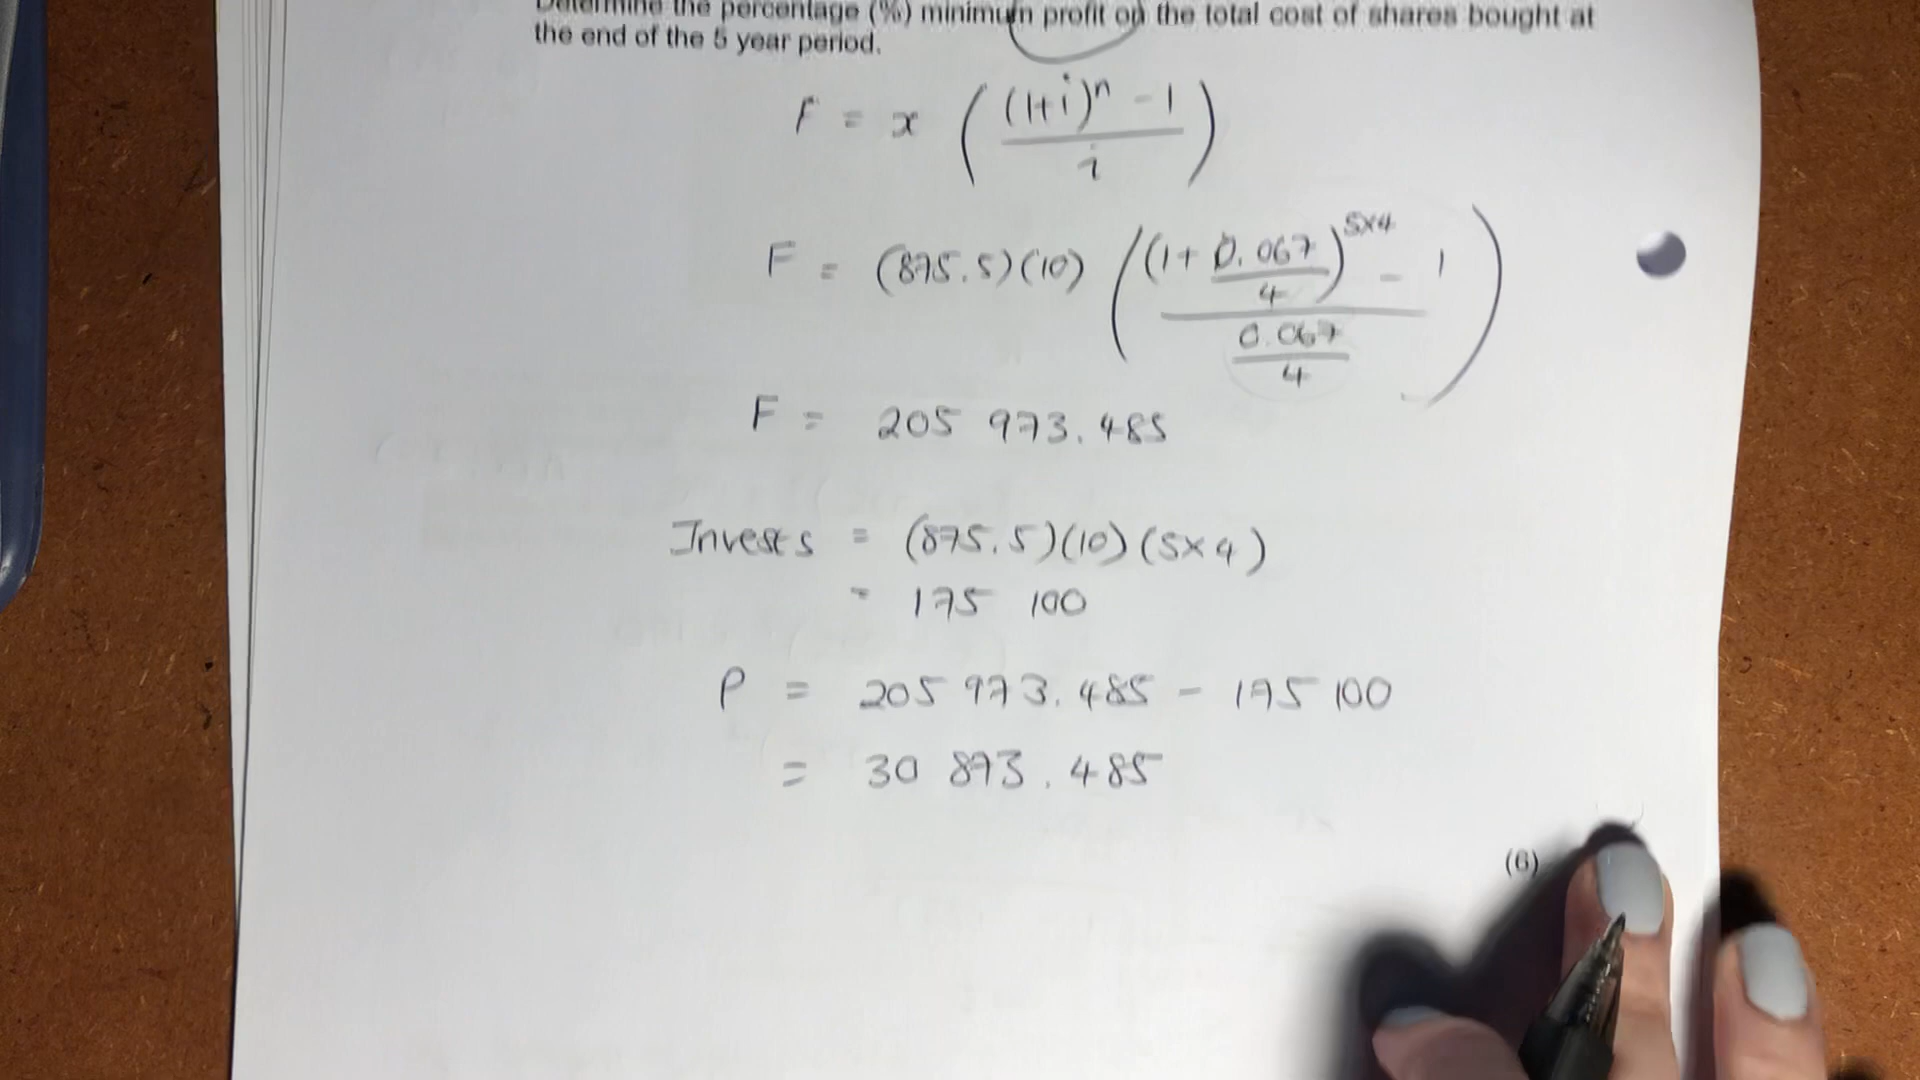 Determine the percentage (%) minimum profit on the total cost of shares bought at
the end of the 5 year period.
F = x ( ((1+i)^n - 1) / i )
F = (875.5)(10) ( ((1 + 0.067/4)^5×4 - 1) / (0.067/4) )
F = 205 973.485
Invests = (875.5)(10)(5×4)
= 175 100
P = 205 973.485 - 175 100
= 30 873.485
(6)